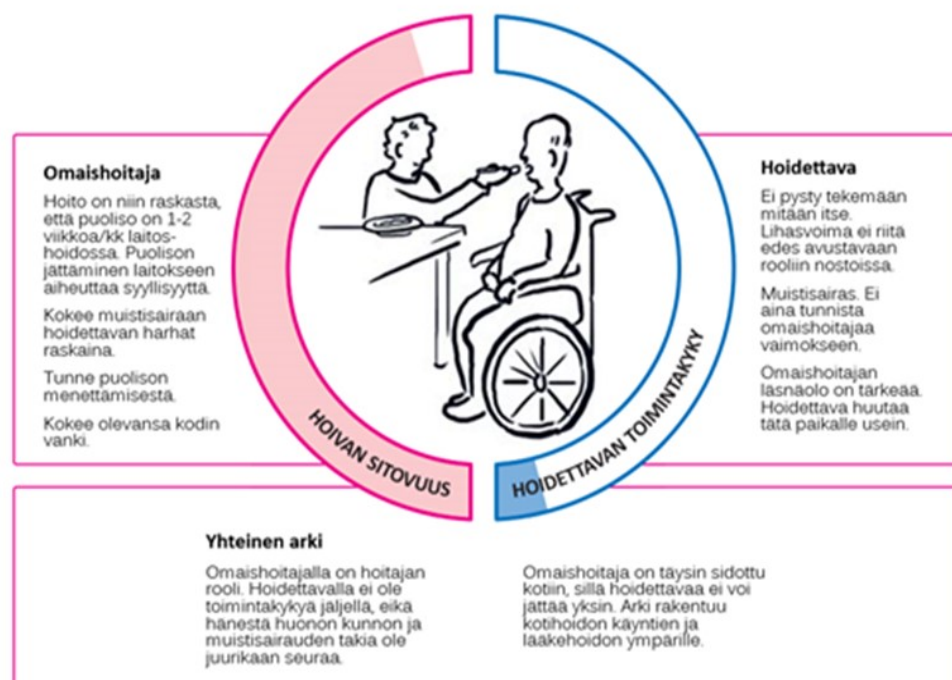 Omaishoitaja
Hoito on niin raskasta,
että puoliso on 1-2
viikkoa/kk laitos-
hoidossa. Puolison
jättäminen laitokseen
aiheuttaa syyllisyyttä.
Kokee muistisairaan
hoidettavan harhat
raskaina.
Tunne puolison
menettämisestä.
Kokee olevansa kodin
vanki.
HOIVAN SITOVUUS
HOIDETTAVAN TOIMINTAKYKY
Hoidettava
Ei pysty tekemään
mitään itse.
Lihasvoima ei riitä
edes avustavaan
rooliin nostoissa.
Muistisairas. Ei
aina tunnista
omaishoitajaa
vaimokseen.
Omaishoitajan
läsnäolo on tärkeää.
Hoidettava huutaa
tätä paikalle usein.
Yhteinen arki
Omaishoitajalla on hoitajan
rooli. Hoidettavalla ei ole
toimintakykyä jäljellä, eikä
hänestä huonon kunnon ja
muistisairauden takia ole
juurikaan seuraa.
Omaishoitaja on täysin sidottu
kotiin, sillä hoidettavaa ei voi
jättää yksin. Arki rakentuu
kotihoidon käyntien ja
lääkehoidon ympärille.